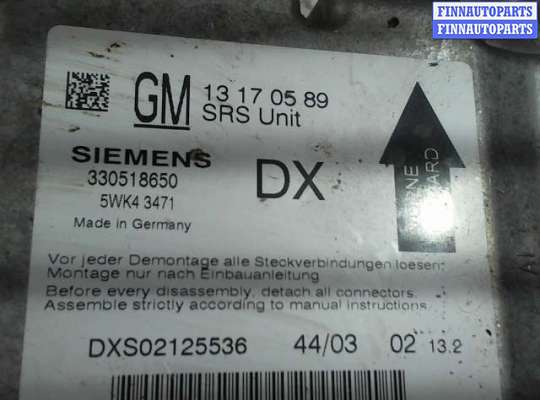 FINNAUTOPARTS
FINNAUTOPARTS
GM 13 17 05 89
SRS Unit
SIEMENS
330518650
5WK4 3471
DX
Made in Germany
Vor jeder Demontage alle Steckverbindungen loesen.
Montage nur nach Einbauanleitung
Before every disassembly, detach all connectors.
Assemble strictly according to manual instructions.
DXS02125536 44/03 02 13.2